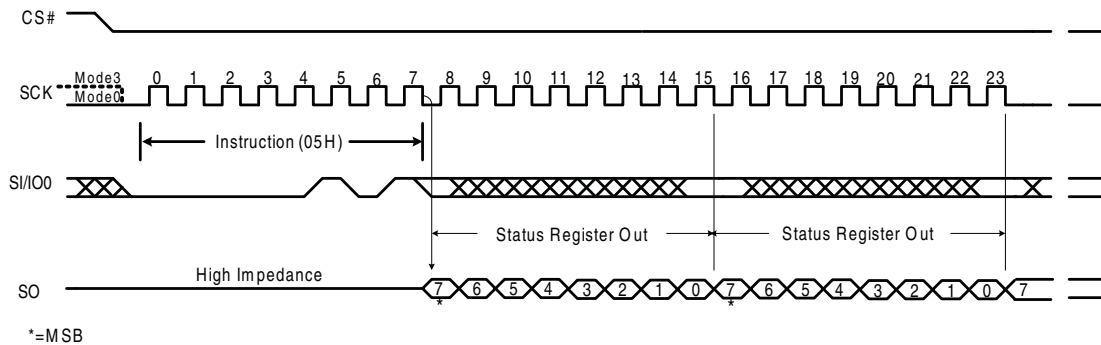 CS#
Mode3 0 1 2 3 4 5 6 7 8 9 10 11 12 13 14 15 16 17 18 19 20 21 22 23
SCK Mode0
Instruction (05H)
SI/IO0
Status Register Out Status Register Out
High Impedance
SO 7 6 5 4 3 2 1 0 7 6 5 4 3 2 1 0 7
* *
*=MSB